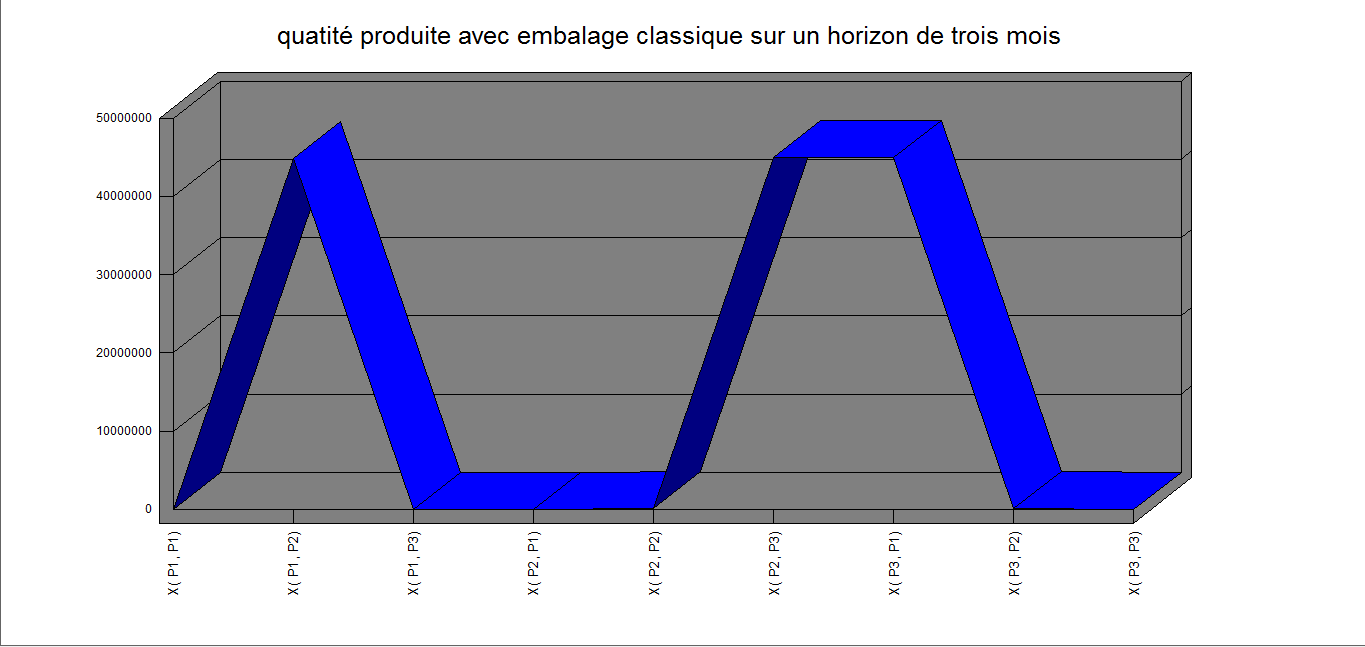 quatité produite avec embalage classique sur un horizon de trois mois
50000000
40000000
30000000
20000000
10000000
0
X( P1, P1)
X( P1, P2)
X( P1, P3)
X( P2, P1)
X( P2, P2)
X( P2, P3)
X( P3, P1)
X( P3, P2)
X( P3, P3)